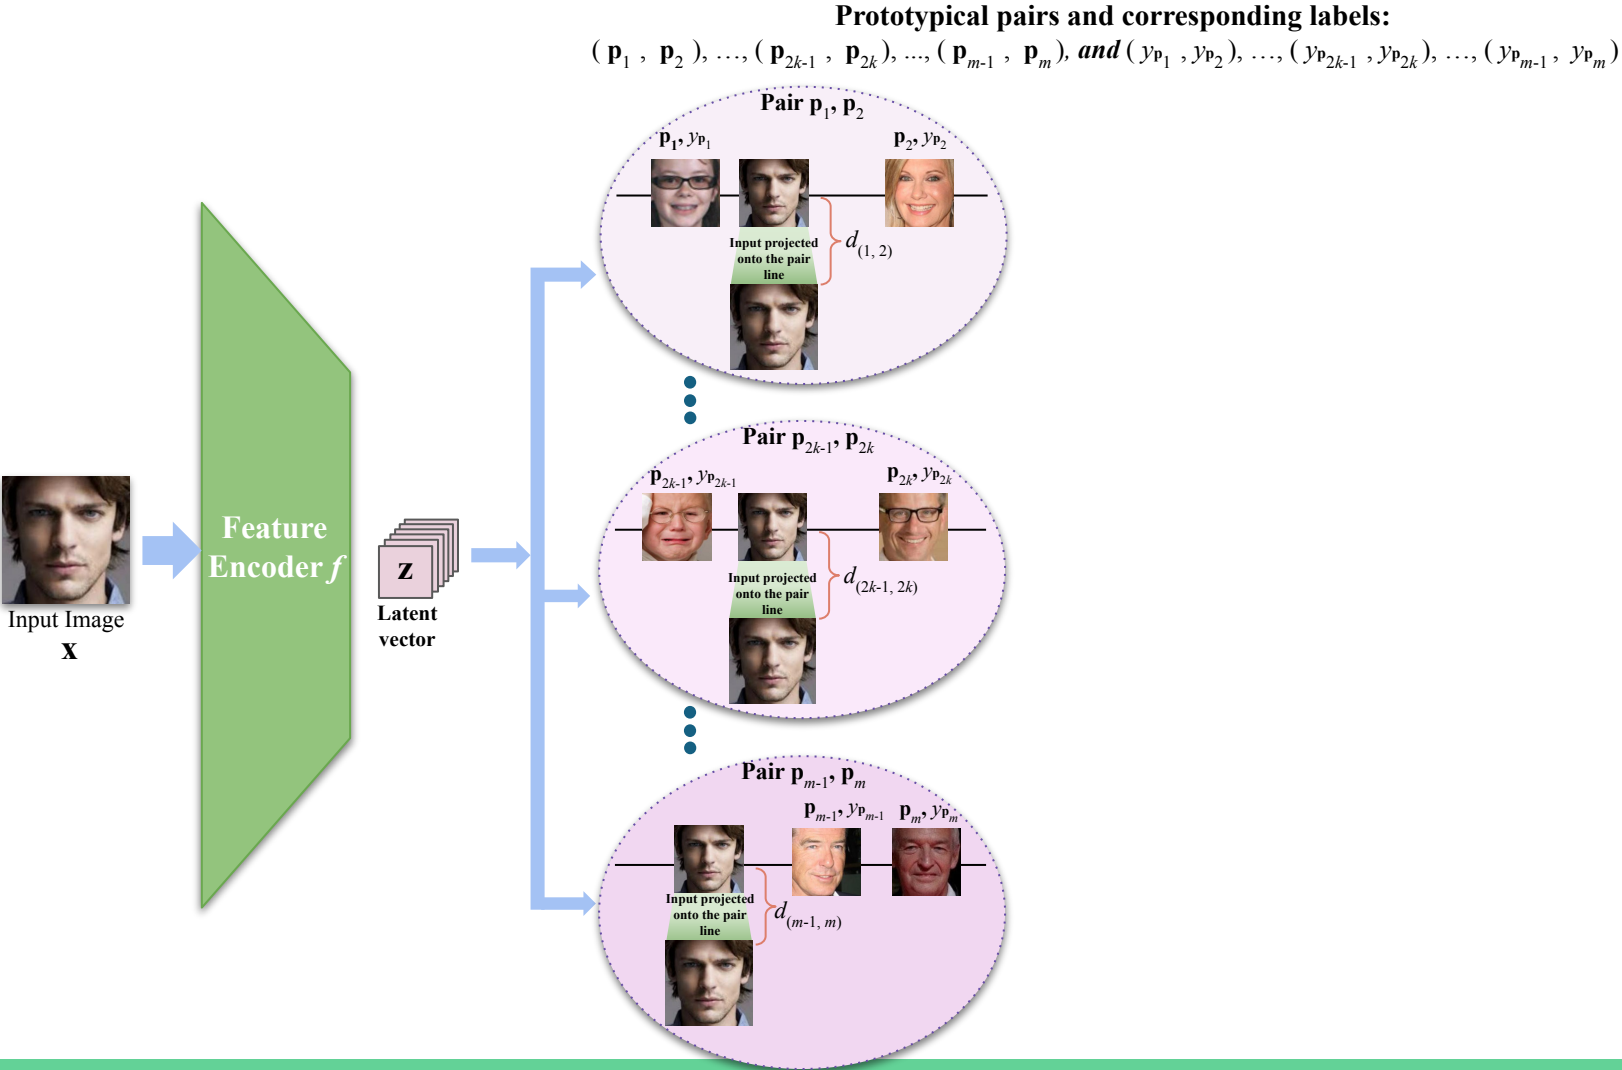 Prototypical pairs and corresponding labels:
( p1 , p2 ), …,( p2k-1 , p2k), ...,( pm-1 , pm), and ( yp1 , yp2), …,( yp2k-1 , yp2k), …,( ypm-1 , ypm)
Pair p1, p2
p1, yp1
p2, yp2
Input projected
onto the pair
line
d(1, 2)
Pair p2k-1, p2k
p2k-1, yp2k-1
p2k, yp2k
Input projected
onto the pair
line
d(2k-1, 2k)
Feature
Encoder f
z
Latent
vector
Input Image
x
Pair pm-1, pm
pm-1, ypm-1
pm, ypm
Input projected
onto the pair
line
d(m-1, m)